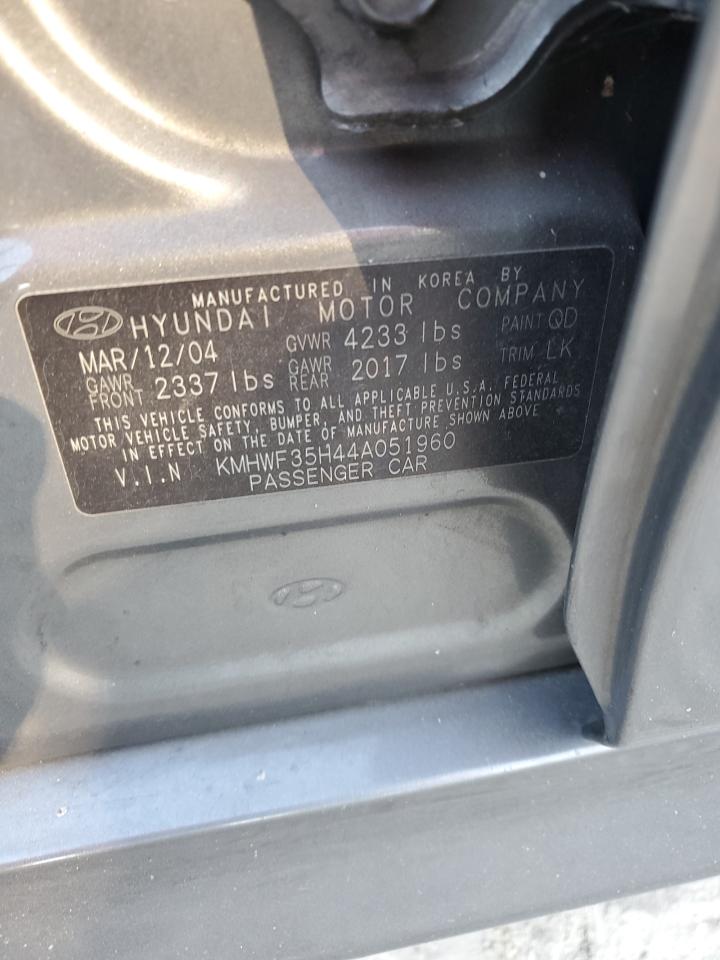 MANUFACTURED IN KOREA BY
HYUNDAI MOTOR COMPANY
MAR/12/04 GVWR 4233 lbs PAINT QD
GAWR FRONT 2337 lbs GAWR REAR 2017 lbs TRIM LK
THIS VEHICLE CONFORMS TO ALL APPLICABLE U.S.A. FEDERAL
MOTOR VEHICLE SAFETY, BUMPER, AND THEFT PREVENTION STANDARDS
IN EFFECT ON THE DATE OF MANUFACTURE SHOWN ABOVE
V.I.N KMHWF35H44A051960
PASSENGER CAR